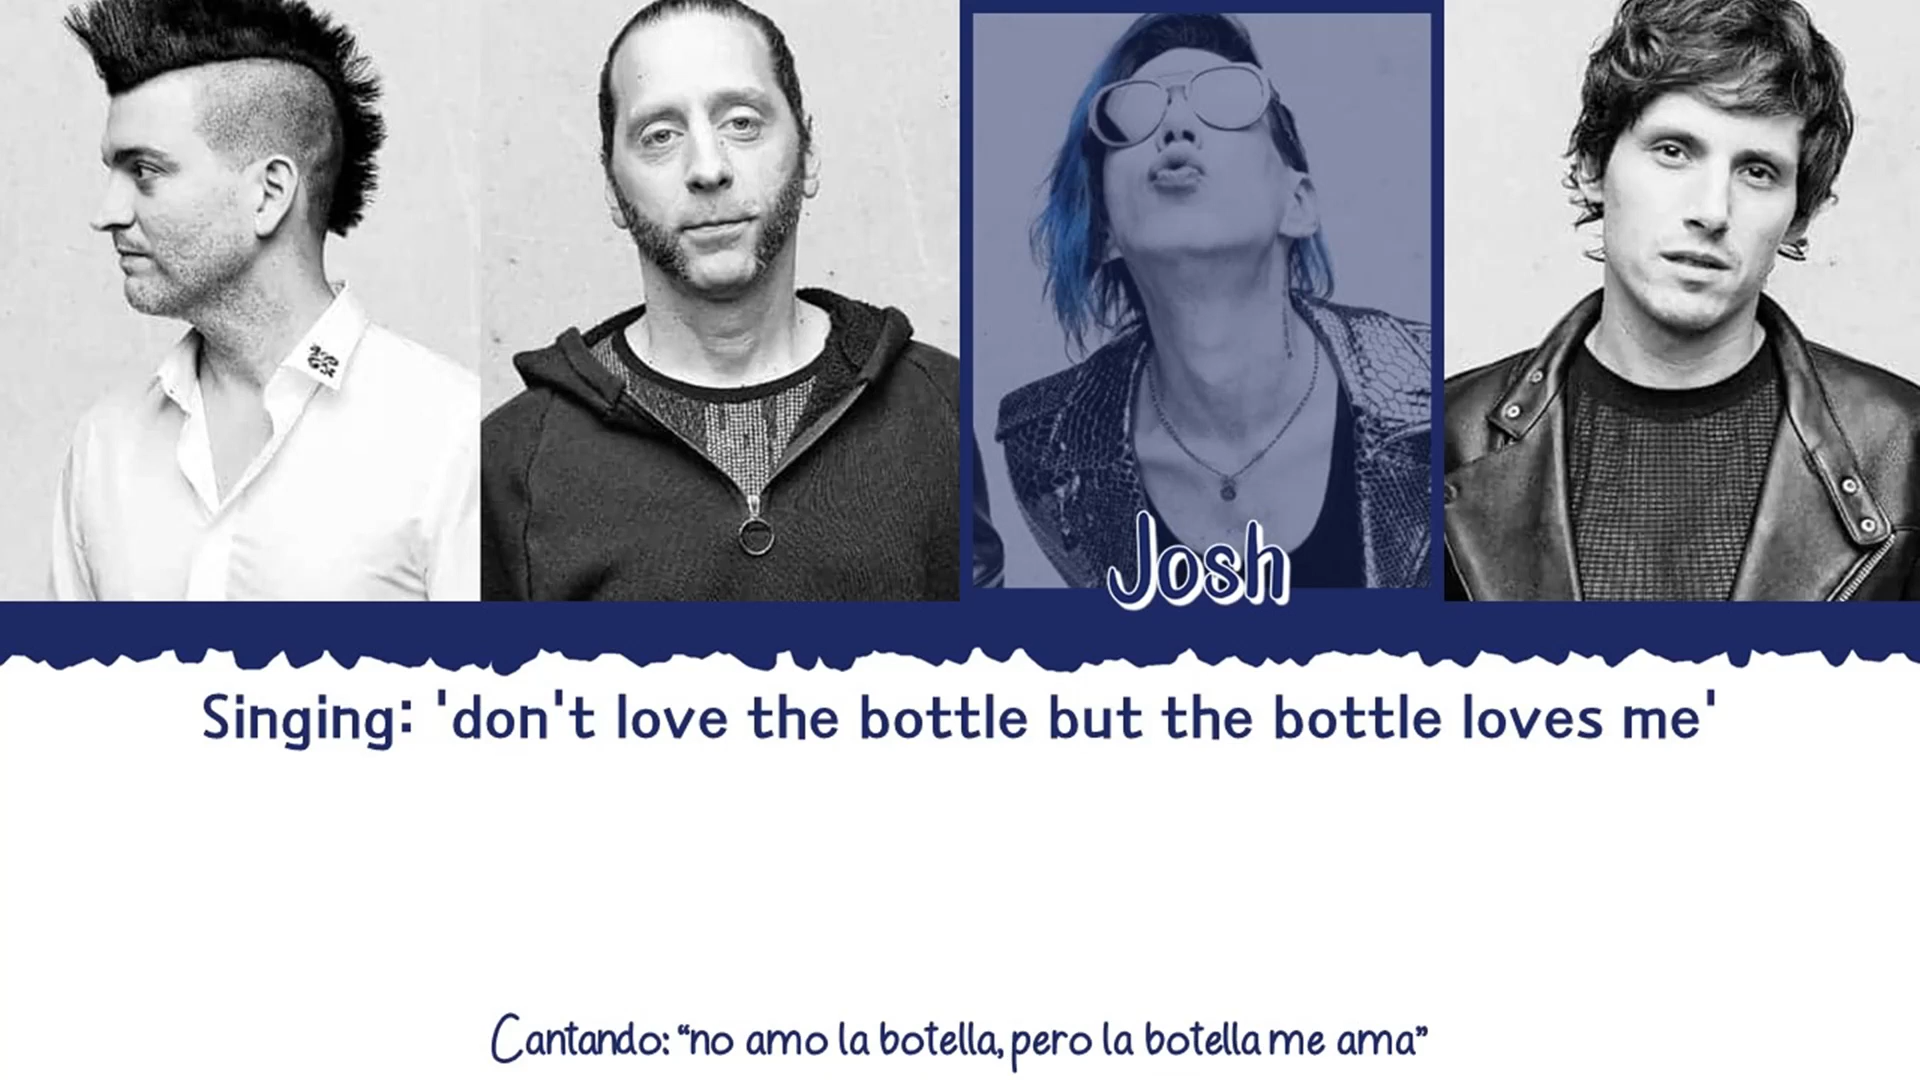 Josh
Singing: 'don't love the bottle but the bottle loves me'
Cantando: “no amo la botella, pero la botella me ama”